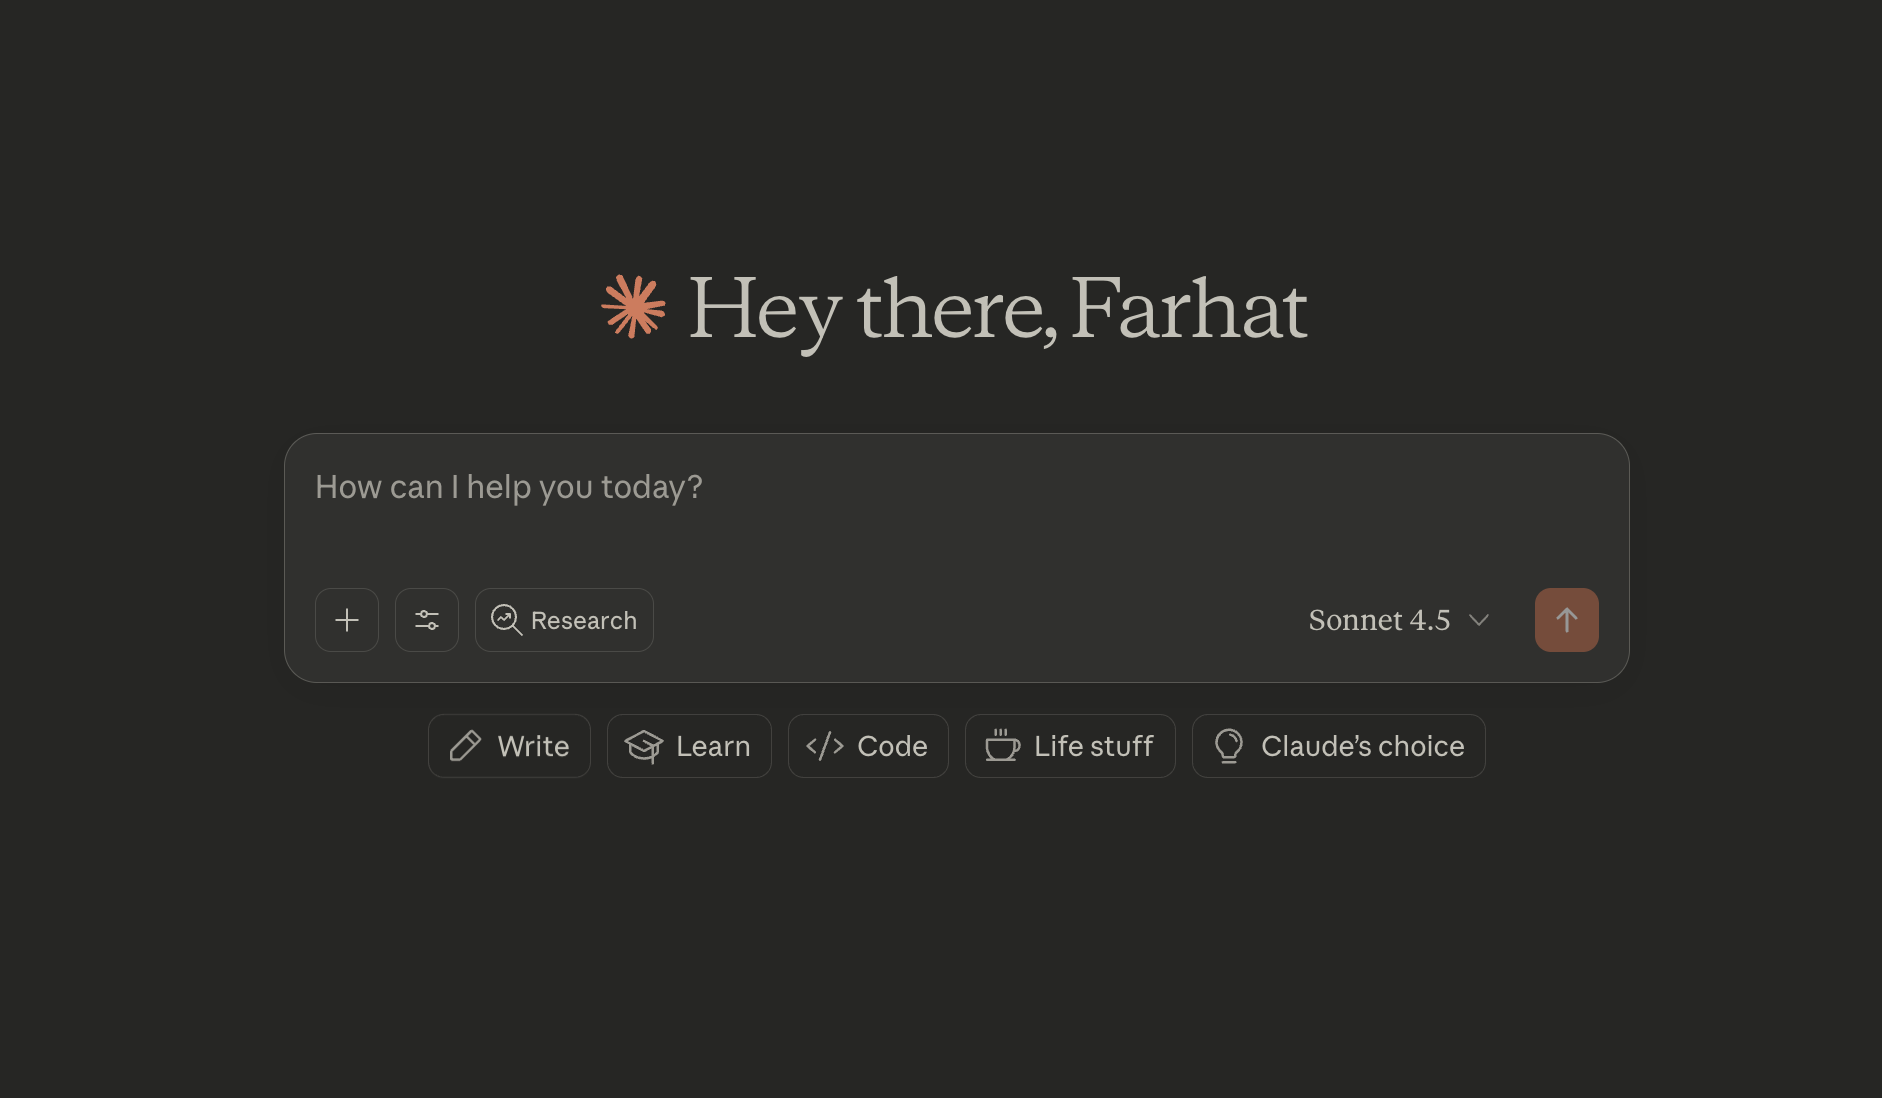 Hey there, Farhat
How can I help you today?
Research
Sonnet 4.5
Write
Learn
Code
Life stuff
Claude’s choice